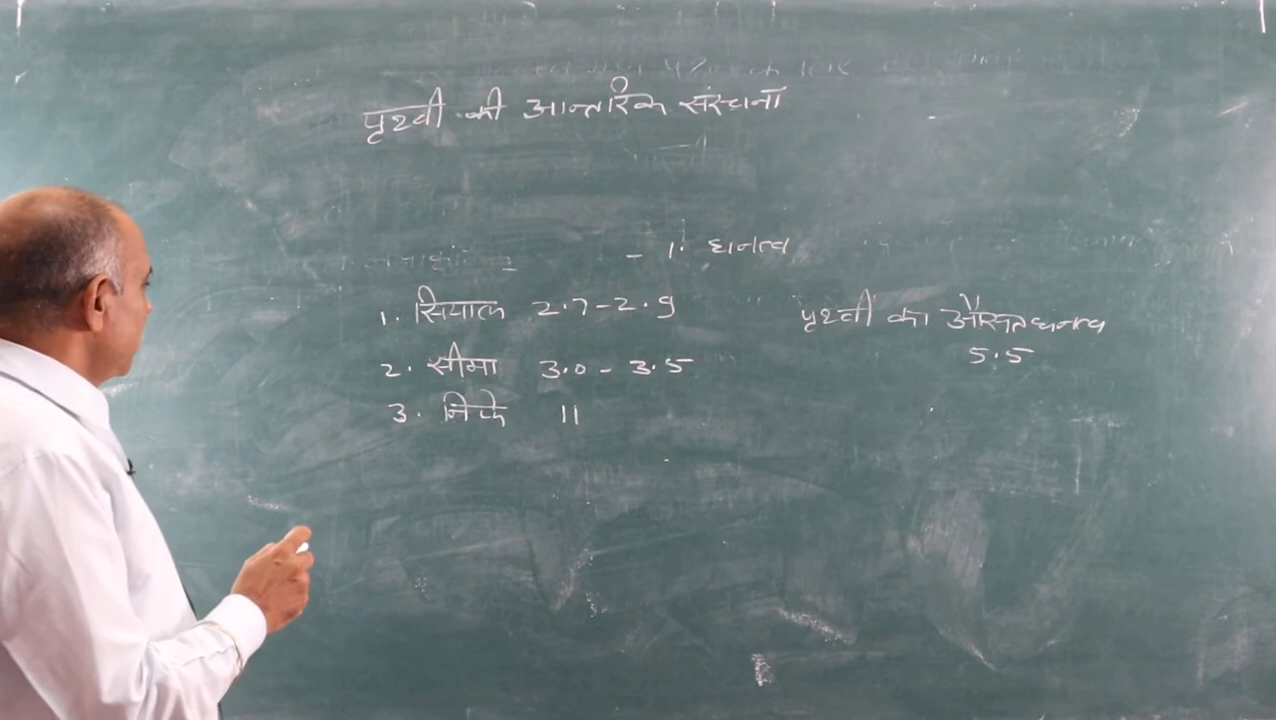 पृथ्वी की आन्तरिक संरचना
- 1. घनत्व
1. सियाल 2.7-2.9
2. सीमा 3.0-3.5
3. निफे 11
पृथ्वी का औसत घनत्व
5.5